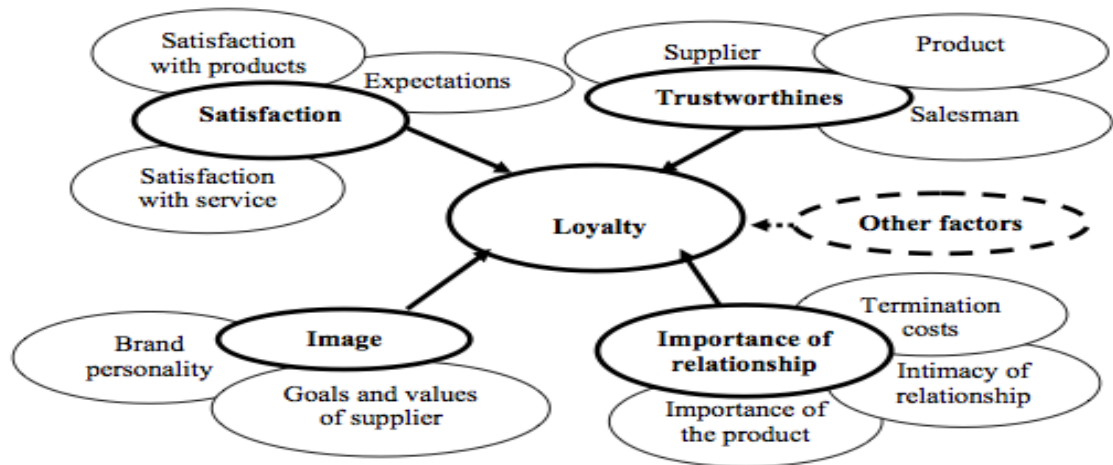 Satisfaction
with products
Expectations
Satisfaction
Satisfaction
with service
Supplier
Product
Trustworthines
Salesman
Loyalty
Other factors
Brand
personality
Image
Goals and values
of supplier
Importance of
relationship
Termination
costs
Intimacy of
relationship
Importance of
the product